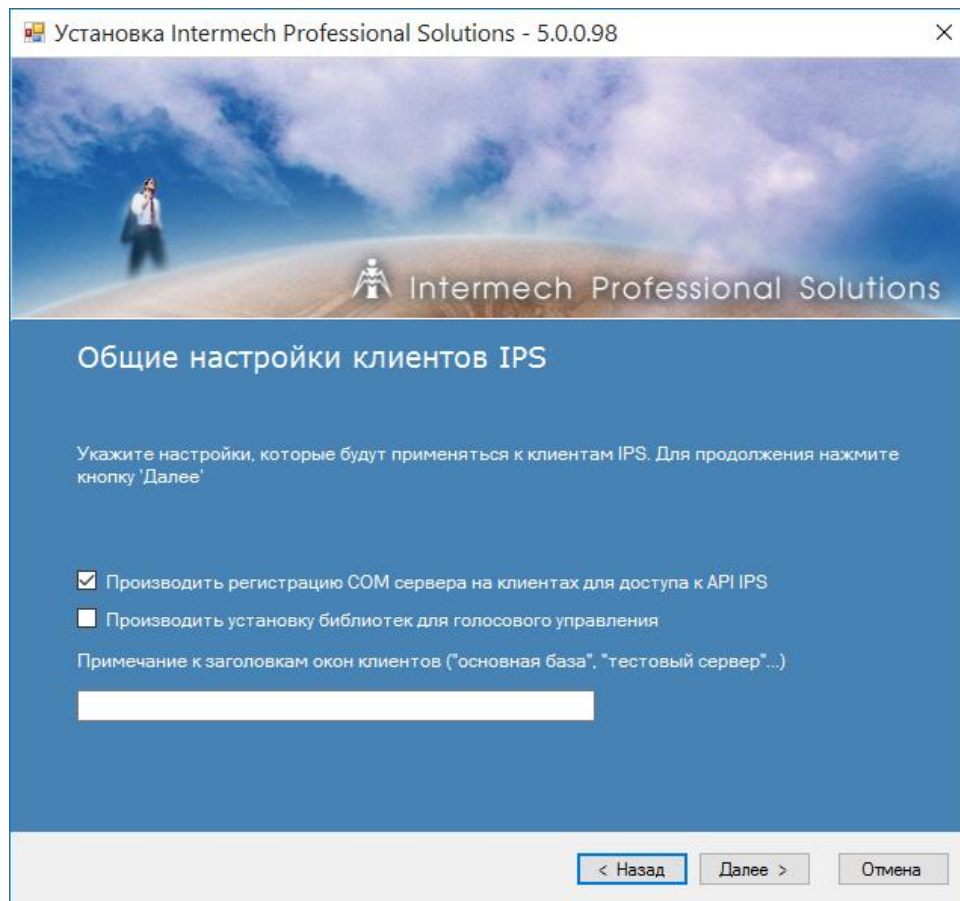 Установка Intermech Professional Solutions - 5.0.0.98
Intermech Professional Solutions
Общие настройки клиентов IPS
Укажите настройки, которые будут применяться к клиентам IPS. Для продолжения нажмите
кнопку 'Далее'
Производить регистрацию COM сервера на клиентах для доступа к API IPS
Производить установку библиотек для голосового управления
Примечание к заголовкам окон клиентов ("основная база", "тестовый сервер"...)
< Назад
Далее >
Отмена